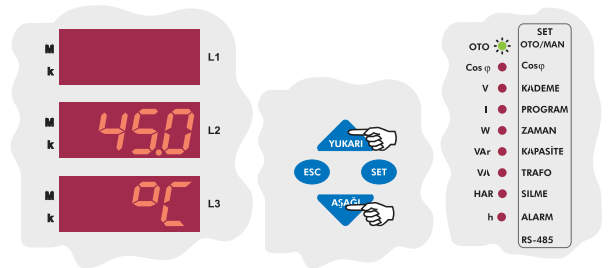 M
k
L1
M
k
45.0
L2
M
k
°C
L3
YUKARI
ESC
SET
AŞAĞI
SET
OTO
OTO/MAN
Cos φ
Cosφ
V
KADEME
I
PROGRAM
W
ZAMAN
VAr
KAPASİTE
VA
TRAFO
HAR
SILME
h
ALARM
RS-485